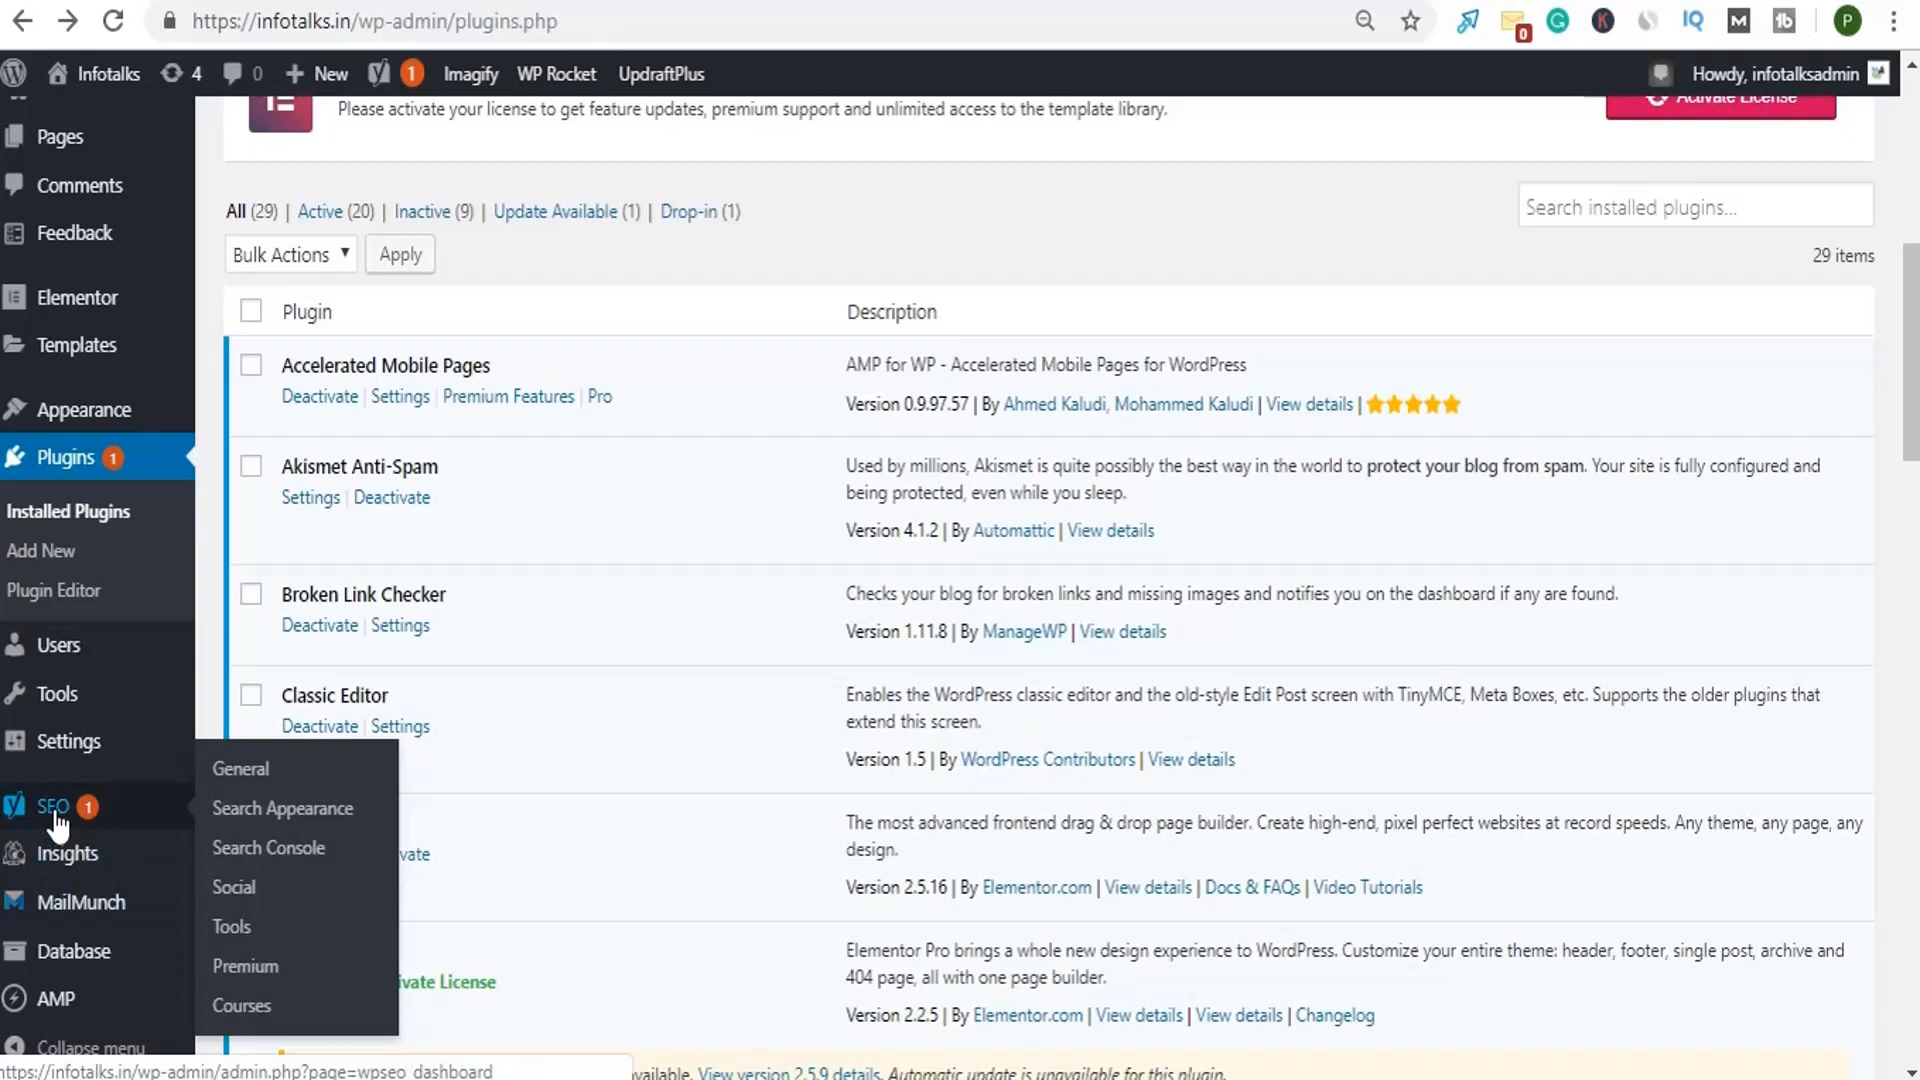 https://infotalks.in/wp-admin/plugins.php
0
G
K
IQ
M
tb
P
Infotalks 4 0 New 1 Imagify WP Rocket UpdraftPlus Howdy, infotalksadmin
Please activate your license to get feature updates, premium support and unlimited access to the template library.
Activate License
Pages
Comments
Feedback
Elementor
Templates
Appearance
Plugins 1
Installed Plugins
Add New
Plugin Editor
Users
Tools
Settings
SEO 1
Insights
MailMunch
Database
AMP
Collapse menu
General
Search Appearance
Search Console
Social
Tools
Premium
Courses
All (29) | Active (20) | Inactive (9) | Update Available (1) | Drop-in (1)
Search installed plugins...
Bulk Actions Apply
29 items
Plugin Description
Accelerated Mobile Pages
Deactivate | Settings | Premium Features | Pro
AMP for WP - Accelerated Mobile Pages for WordPress
Version 0.9.97.57 | By Ahmed Kaludi, Mohammed Kaludi | View details |
Akismet Anti-Spam
Settings | Deactivate
Used by millions, Akismet is quite possibly the best way in the world to protect your blog from spam. Your site is fully configured and
being protected, even while you sleep.
Version 4.1.2 | By Automattic | View details
Broken Link Checker
Deactivate | Settings
Checks your blog for broken links and missing images and notifies you on the dashboard if any are found.
Version 1.11.8 | By ManageWP | View details
Classic Editor
Deactivate | Settings
Enables the WordPress classic editor and the old-style Edit Post screen with TinyMCE, Meta Boxes, etc. Supports the older plugins that
extend this screen.
Version 1.5 | By WordPress Contributors | View details
vate
The most advanced frontend drag & drop page builder. Create high-end, pixel perfect websites at record speeds. Any theme, any page, any
design.
Version 2.5.16 | By Elementor.com | View details | Docs & FAQs | Video Tutorials
ivate License
Elementor Pro brings a whole new design experience to WordPress. Customize your entire theme: header, footer, single post, archive and
404 page, all with one page builder.
Version 2.2.5 | By Elementor.com | View details | View details | Changelog
vailable. View version 2.5.9 details. Automatic update is unavailable for this plugin.
https://infotalks.in/wp-admin/admin.php?page=wpseo_dashboard